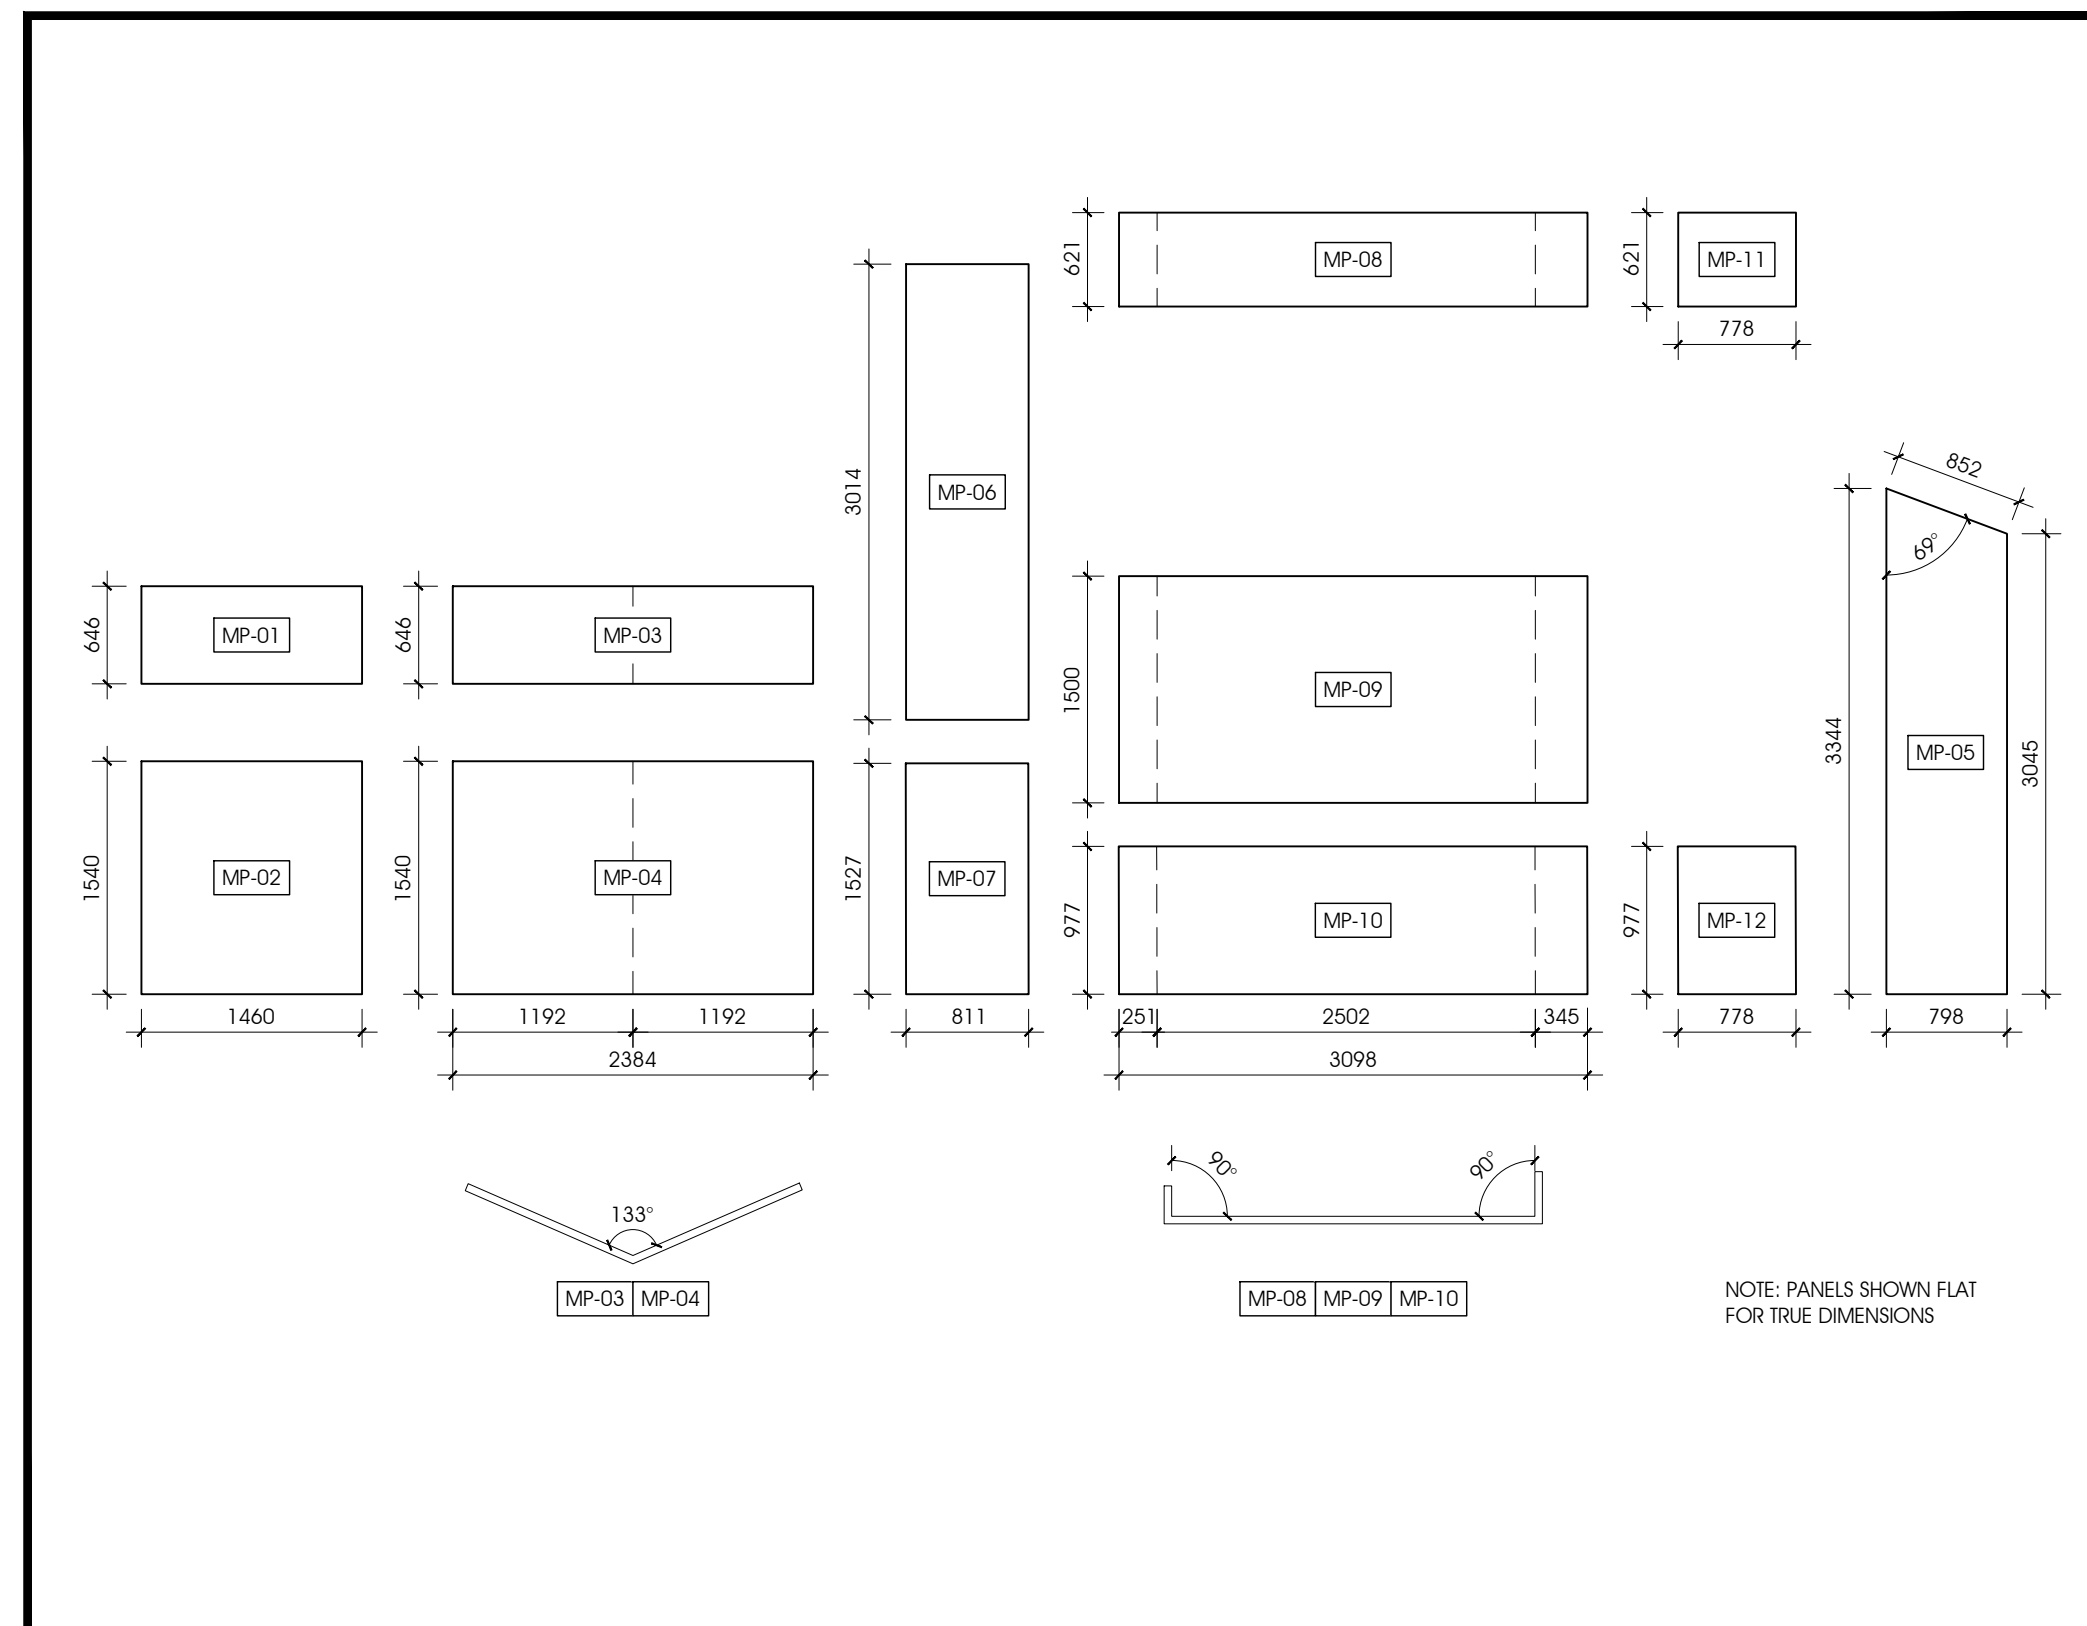 621
MP-08
621
MP-11
778
3014
MP-06
852
69°
3344
MP-05
3045
646
MP-01
646
MP-03
1500
MP-09
1540
MP-02
1540
MP-04
1527
MP-07
977
MP-10
977
MP-12
1460
1192 1192
2384
811
251 2502 345
3098
778
798
133°
MP-03 MP-04
90° 90°
MP-08 MP-09 MP-10
NOTE: PANELS SHOWN FLAT
FOR TRUE DIMENSIONS